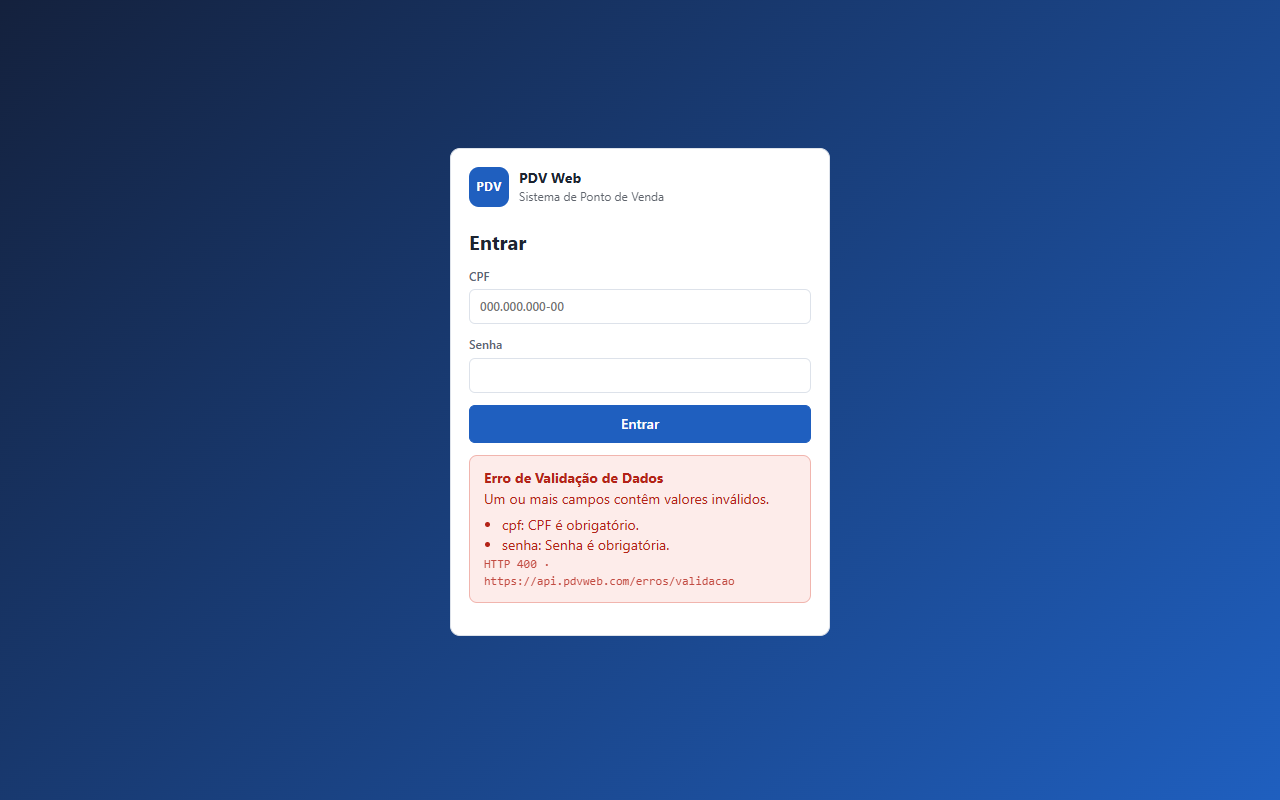 PDV
PDV Web
Sistema de Ponto de Venda
Entrar
CPF
000.000.000-00
Senha
Entrar
Erro de Validação de Dados
Um ou mais campos contêm valores inválidos.
• cpf: CPF é obrigatório.
• senha: Senha é obrigatória.
HTTP 400 ·
https://api.pdvweb.com/erros/validacao